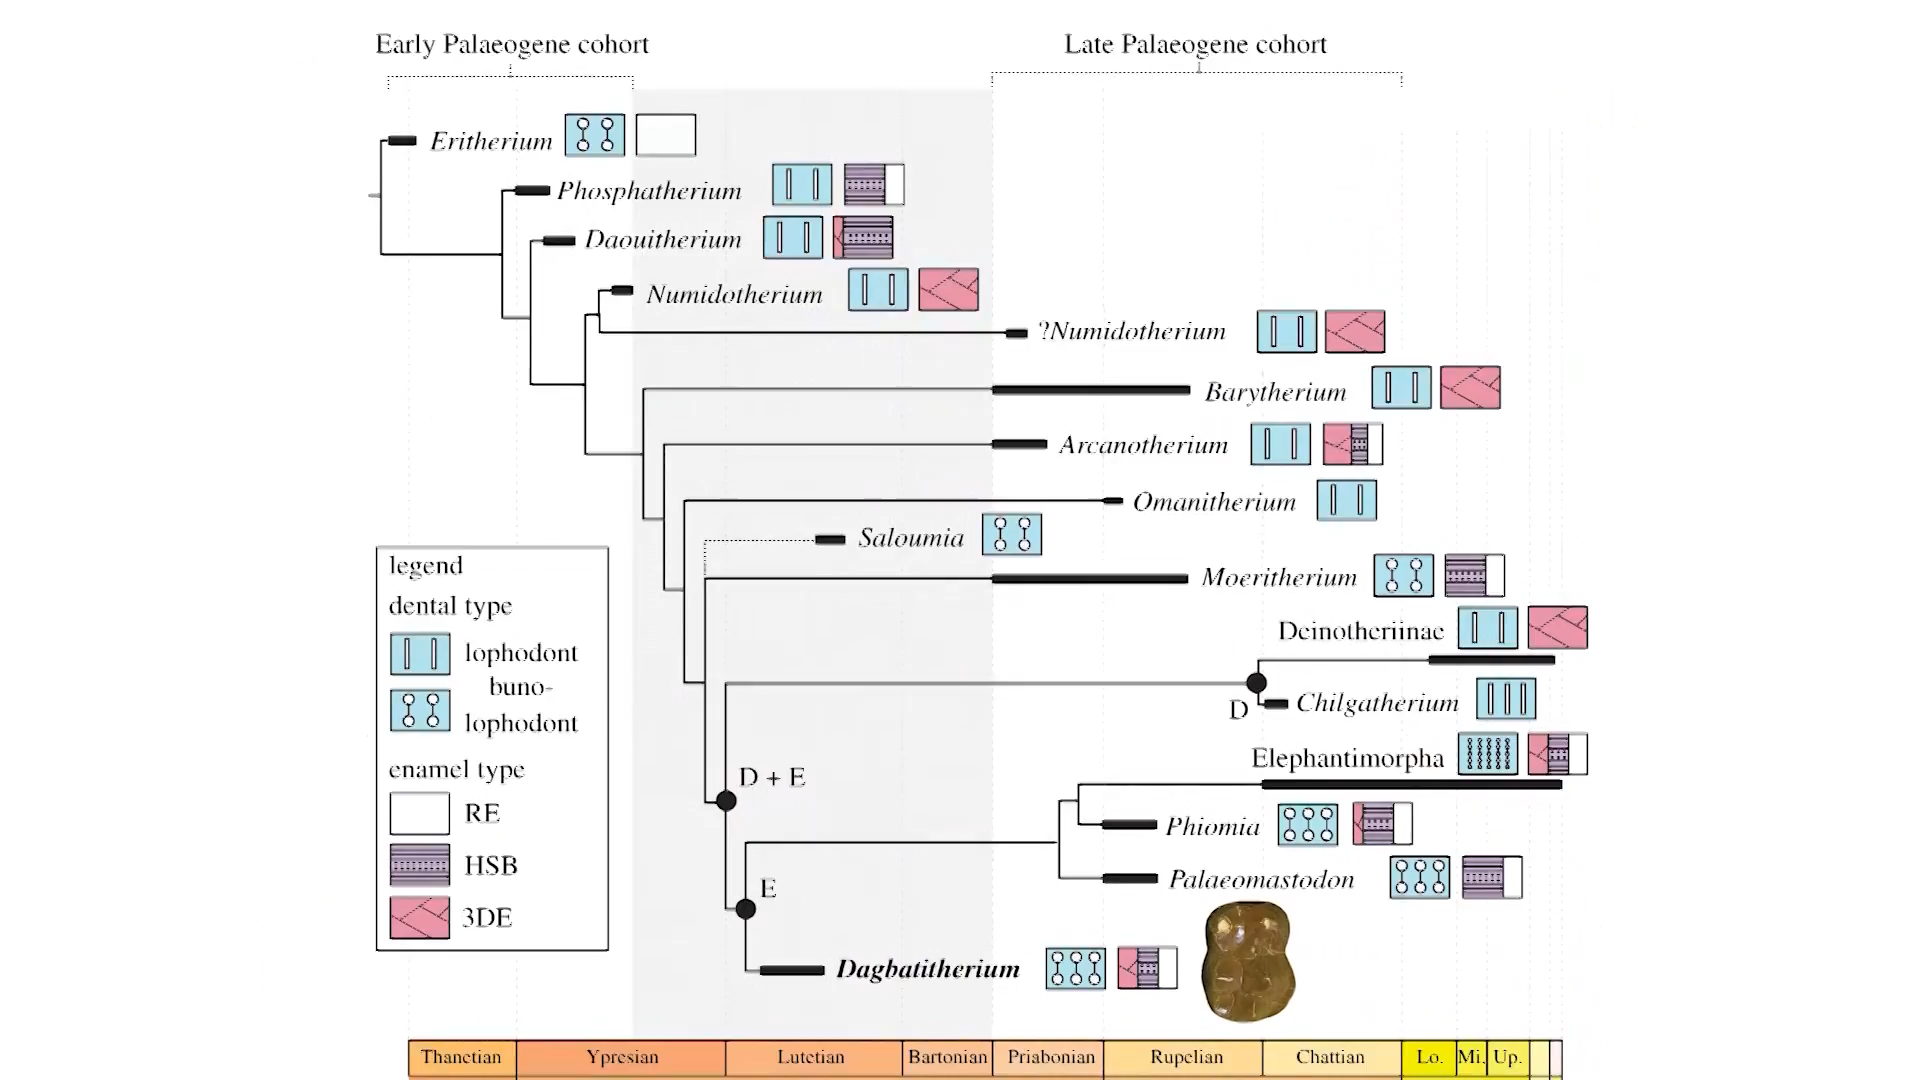 Early Palaeogene cohort
Late Palaeogene cohort
Eritherium
Phosphatherium
Daouitherium
Numidotherium
?Numidotherium
Barytherium
Arcanotherium
Omanitherium
Saloumia
Moeritherium
Deinotheriinae
D
Chilgatherium
Elephantimorpha
D + E
Phiomia
E
Palaeomastodon
Dagbatitherium
legend
dental type
lophodont
buno-
lophodont
enamel type
RE
HSB
3DE
Thanetian Ypresian Lutetian Bartonian Priabonian Rupelian Chattian Lo. Mi. Up.